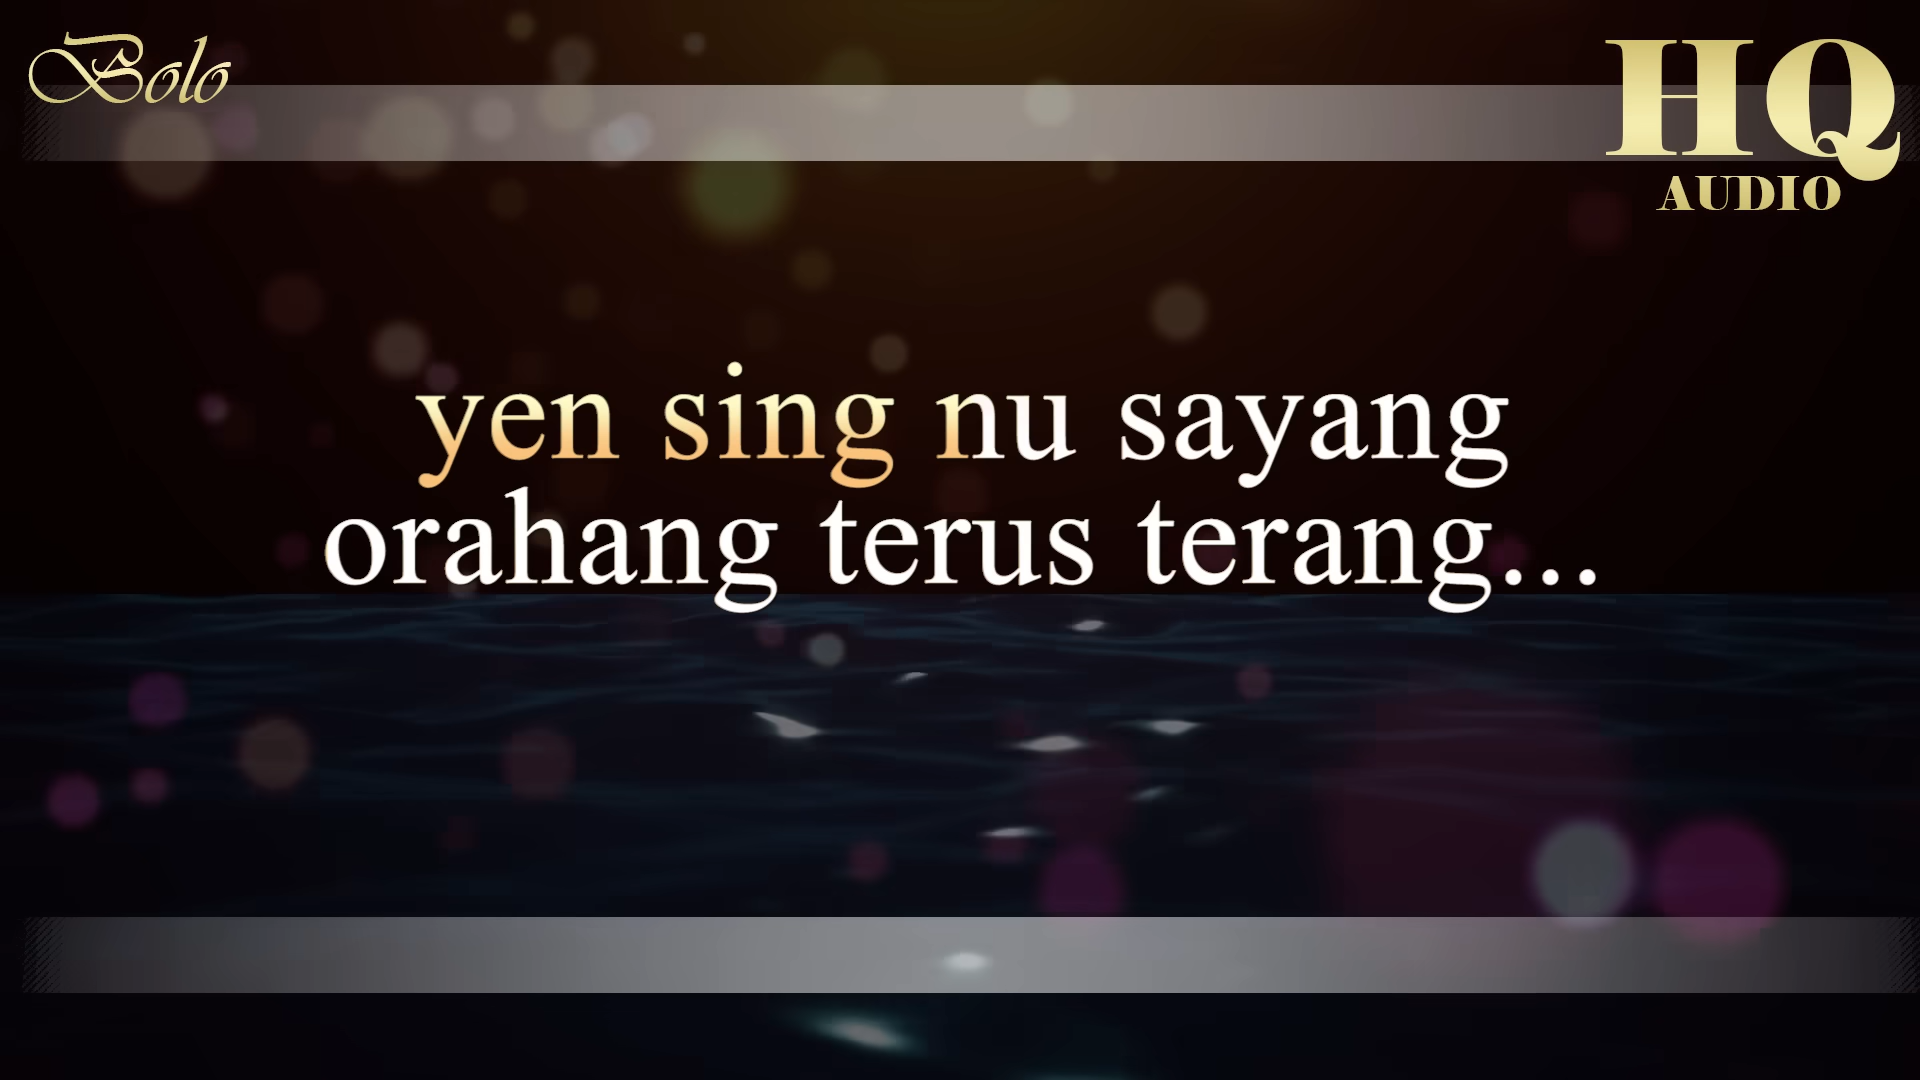 Bolo
HQ
AUDIO
yen sing nu sayang
orahang terus terang...